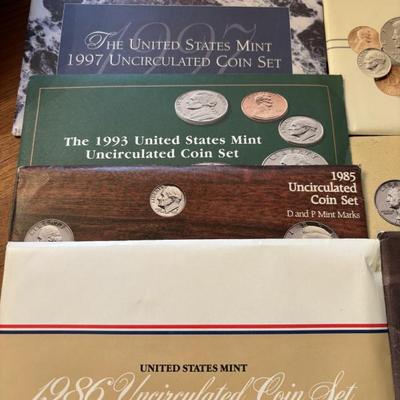 THE UNITED STATES MINT
1997 UNCIRCULATED COIN SET
The 1993 United States Mint
Uncirculated Coin Set
1985
Uncirculated
Coin Set
D and P Mint Marks
UNITED STATES MINT
1986 Uncirculated Coin Set